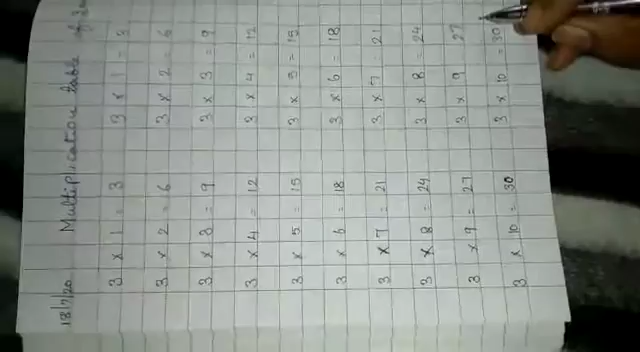 13/7/20 Multiplication table of
3 × 1 = 3 3 × 1 = 3
3 × 2 = 6 3 × 2 = 6
3 × 3 = 9 3 × 3 = 9
3 × 4 = 12 3 × 4 = 12
3 × 5 = 15 3 × 5 = 15
3 × 6 = 18 3 × 6 = 18
3 × 7 = 21 3 × 7 = 21
3 × 8 = 24 3 × 8 = 24
3 × 9 = 27 3 × 9 27
3 × 10 = 30 3 × 10 = 30